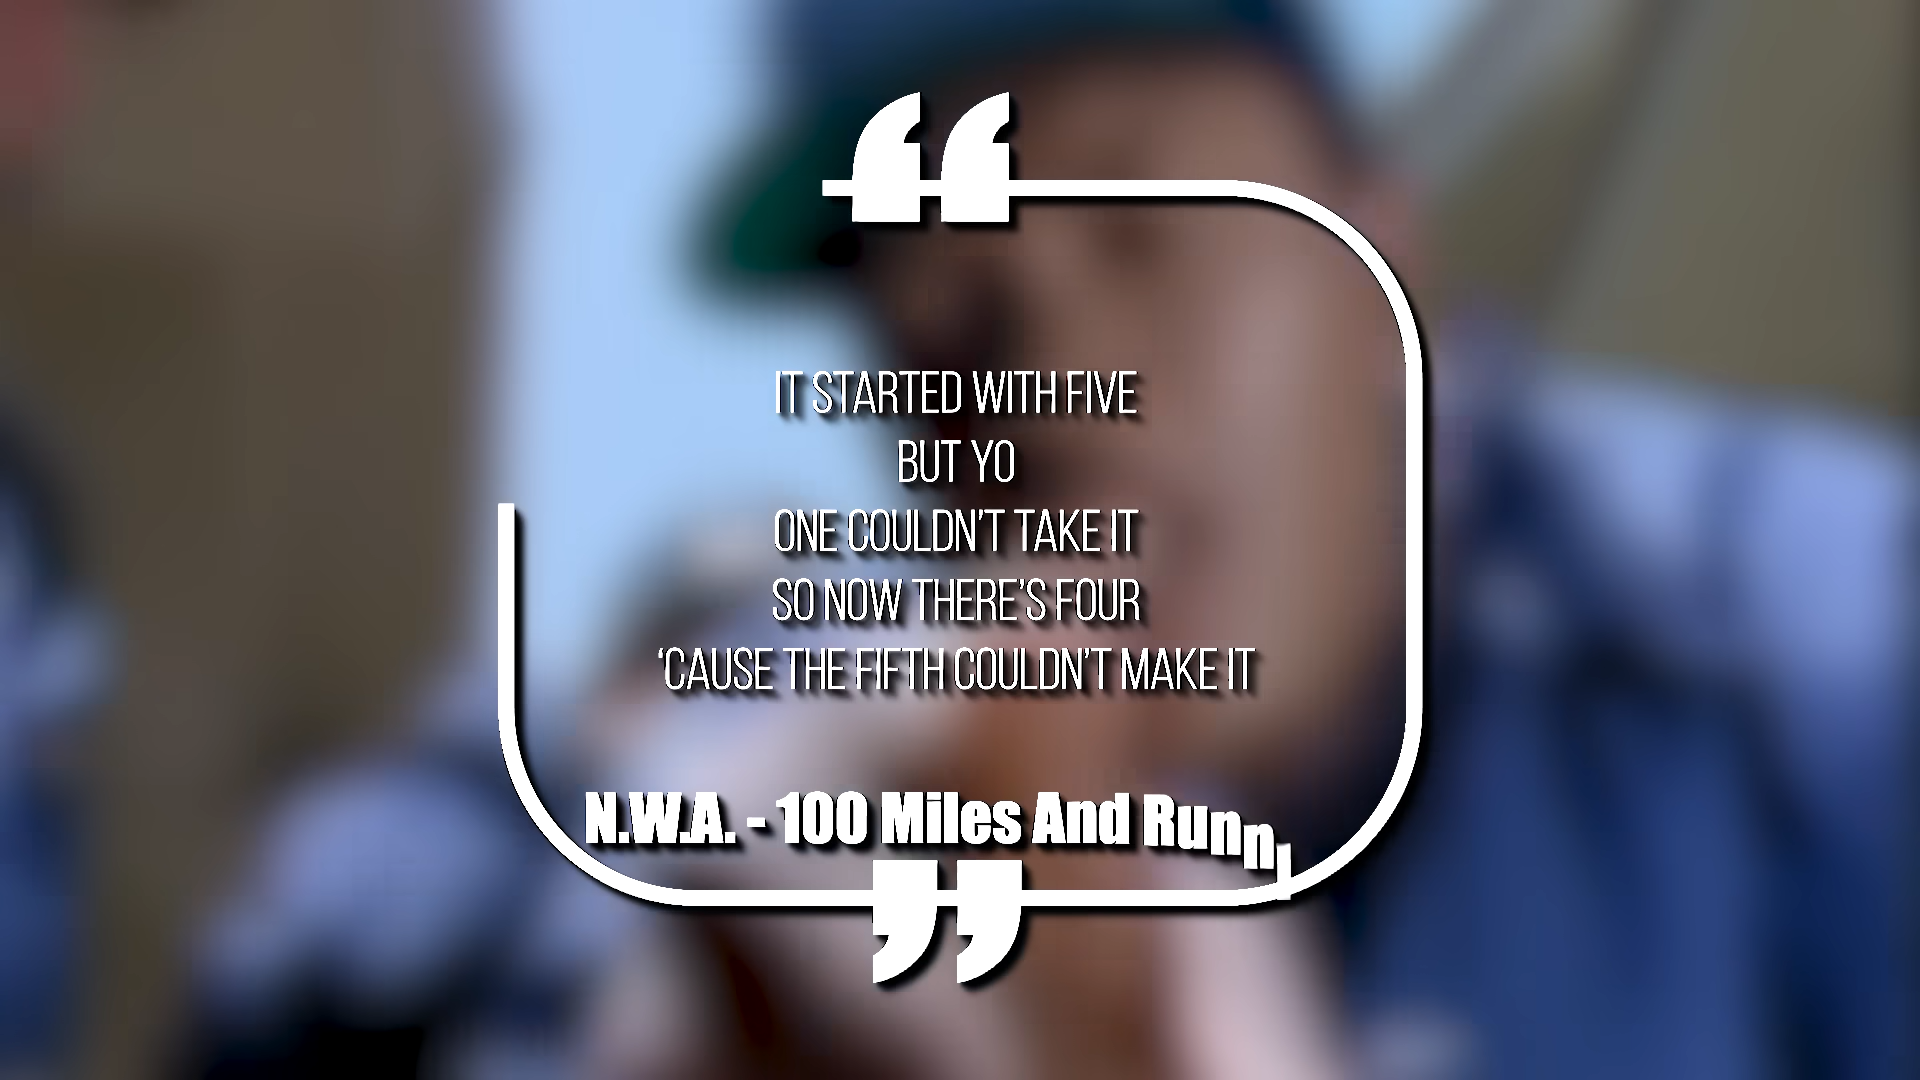 IT STARTED WITH FIVE
BUT YO
ONE COULDN'T TAKE IT
SO NOW THERE'S FOUR
‘CAUSE THE FIFTH COULDN'T MAKE IT
N.W.A. - 100 Miles And Runni